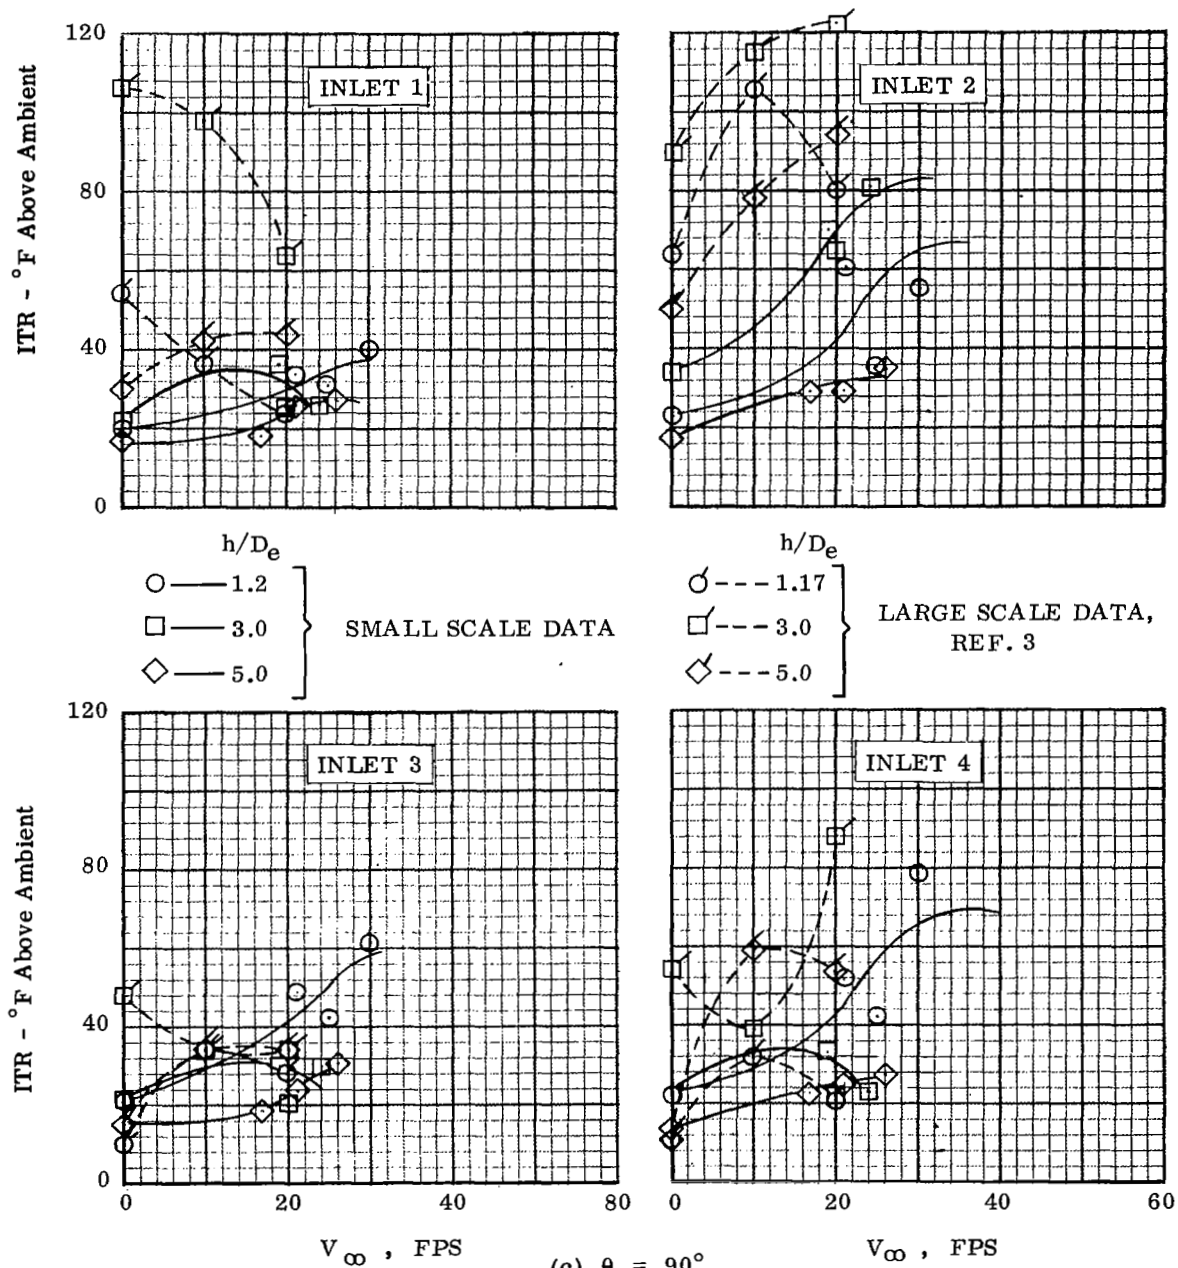 120
80
40
0
ITR - °F Above Ambient
INLET 1
INLET 2
h/De
1.2
3.0
5.0
SMALL SCALE DATA
h/De
1.17
3.0
5.0
LARGE SCALE DATA,
REF. 3
120
80
40
0
ITR - °F Above Ambient
INLET 3
INLET 4
0 20 40 60 80
0 20 40 60
V∞ , FPS
V∞ , FPS
(c) θ = 90°